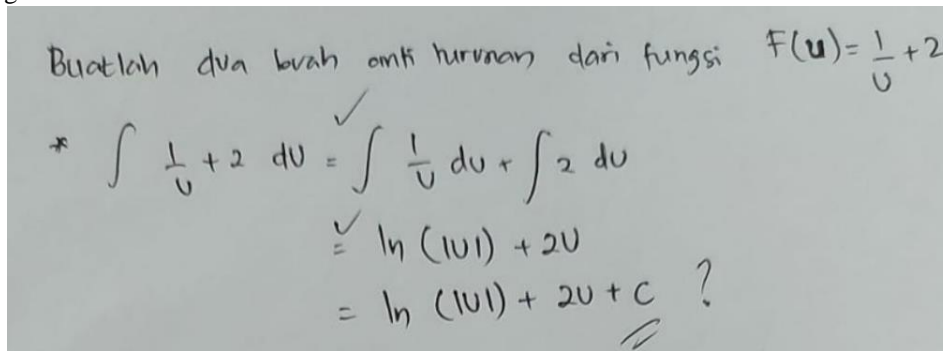 Buatlah dua buah anti turunan dari fungsi F(u) = 1/u + 2
* ∫ 1/u + 2 du = ∫ 1/u du + ∫ 2 du
= ln (|u|) + 2u
= ln (|u|) + 2u + c ?